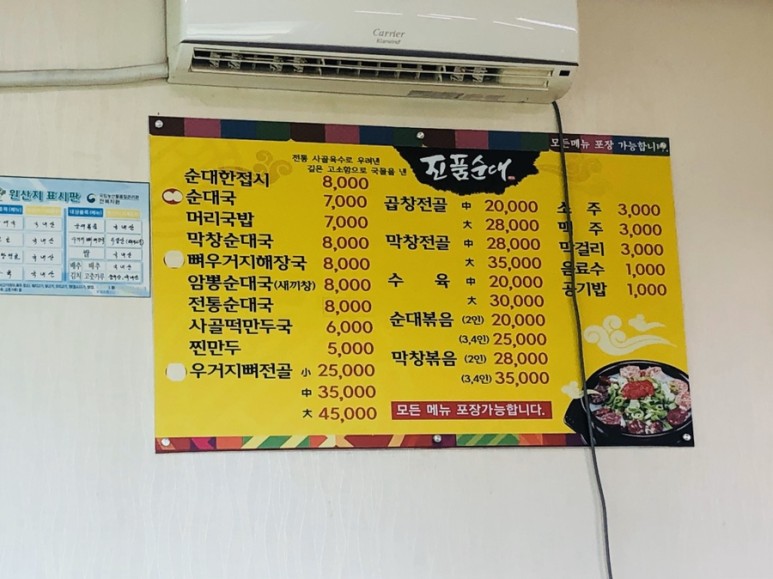 Carrier
모든메뉴 포장 가능합니다.
전통 사골육수로 우려낸
깊은 고소함으로 국물을 낸
진품순대
순대한접시 8,000
순대국 7,000
머리국밥 7,000
막창순대국 8,000
뼈우거지해장국 8,000
암뽕순대국(새끼창) 8,000
전통순대국 8,000
사골떡만두국 6,000
찐만두 5,000
우거지뼈전골 小 25,000
中 35,000
大 45,000
곱창전골 中 20,000
大 28,000
막창전골 中 28,000
大 35,000
수육 中 20,000
大 30,000
순대볶음 (2인) 20,000
(3,4인) 25,000
막창볶음 (2인) 28,000
(3,4인) 35,000
모든 메뉴 포장가능합니다.
소주 3,000
맥주 3,000
막걸리 3,000
음료수 1,000
공기밥 1,000
원산지 표시판